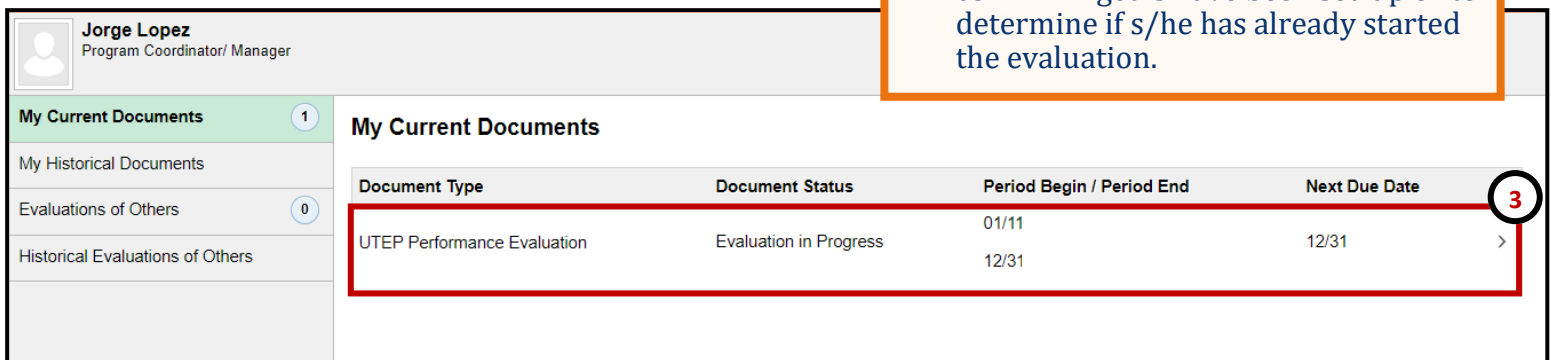 determine if s/he has already started
the evaluation.
Jorge Lopez
Program Coordinator/ Manager
My Current Documents 1
My Historical Documents
Evaluations of Others 0
Historical Evaluations of Others
My Current Documents
Document Type Document Status Period Begin / Period End Next Due Date
3
UTEP Performance Evaluation Evaluation in Progress 01/11 12/31 >
12/31